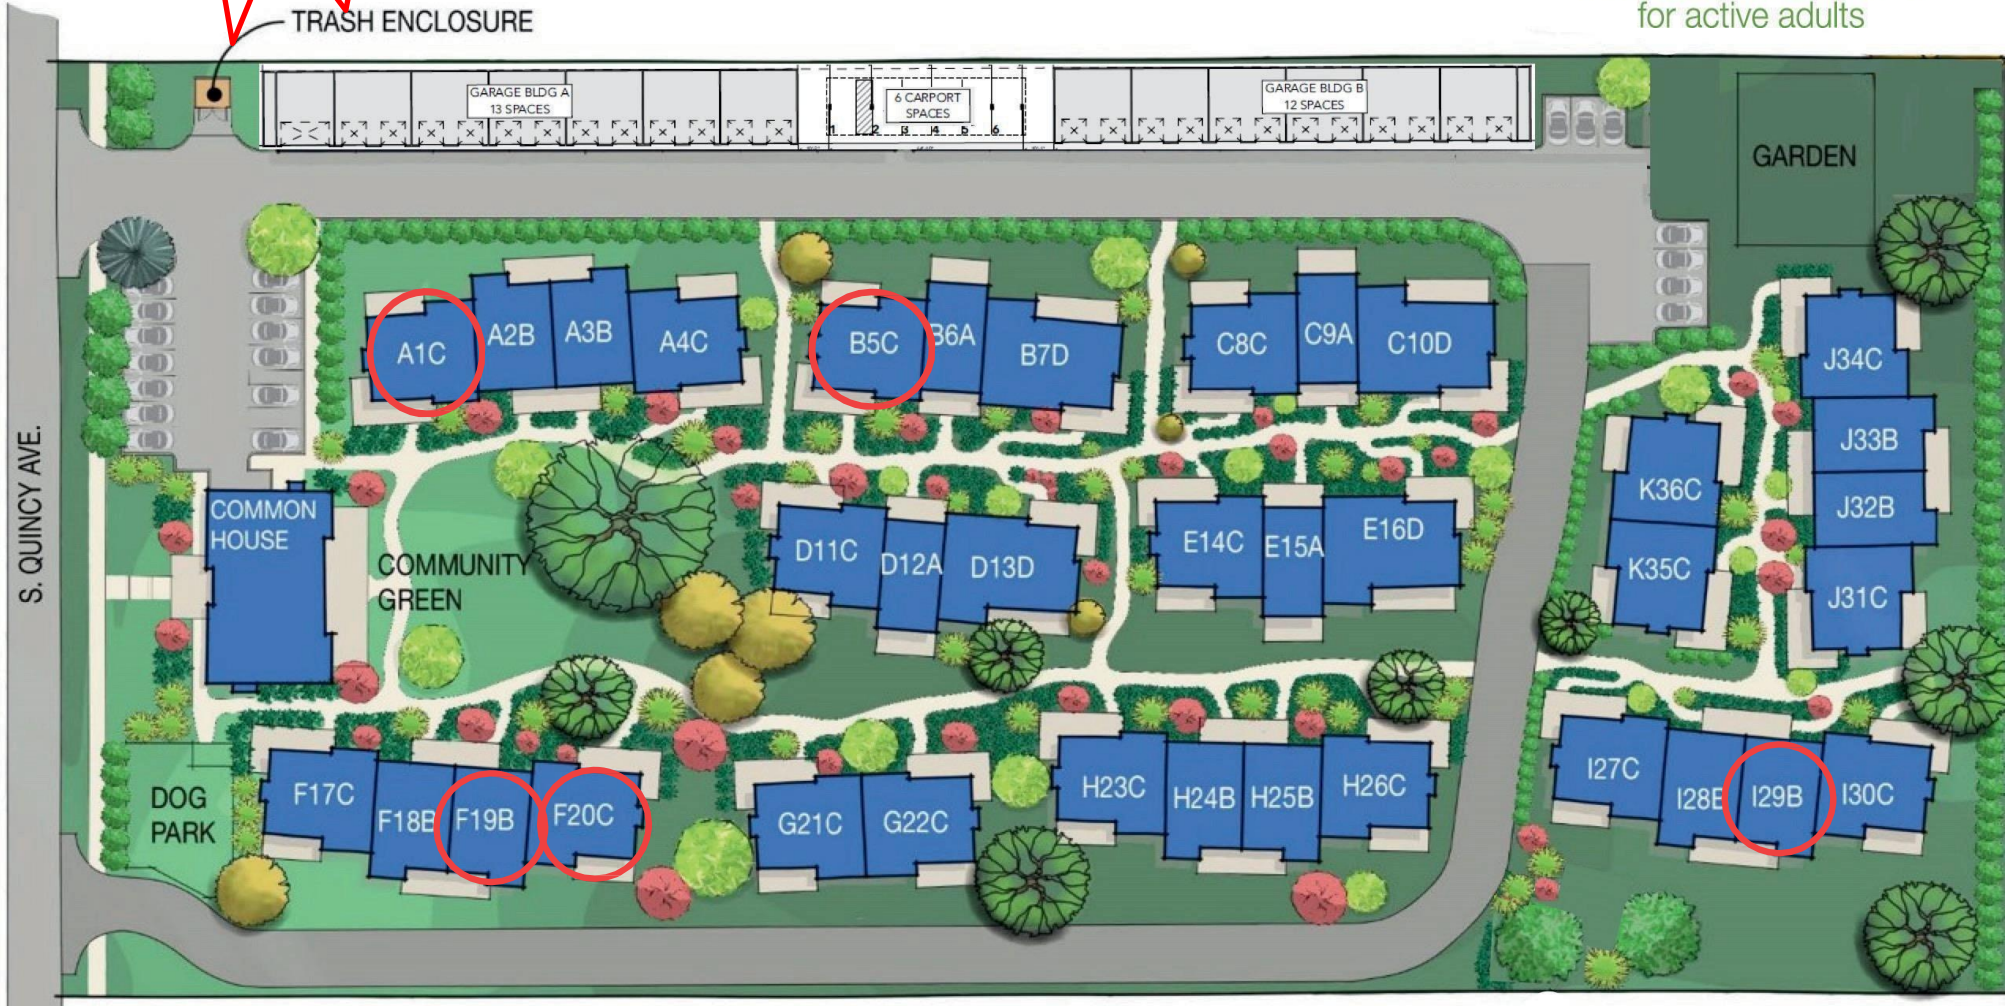 for active adults
TRASH ENCLOSURE
GARAGE BLDG A
13 SPACES
6 CARPORT
SPACES
1 2 3 4 5 6
GARAGE BLDG B
12 SPACES
GARDEN
S. QUINCY AVE.
A1C
A2B
A3B
A4C
B5C
B6A
B7D
C8C
C9A
C10D
J34C
J33B
J32B
J31C
K36C
K35C
COMMON
HOUSE
COMMUNITY
GREEN
D11C
D12A
D13D
E14C
E15A
E16D
DOG
PARK
F17C
F18B
F19B
F20C
G21C
G22C
H23C
H24B
H25B
H26C
I27C
I28B
I29B
I30C